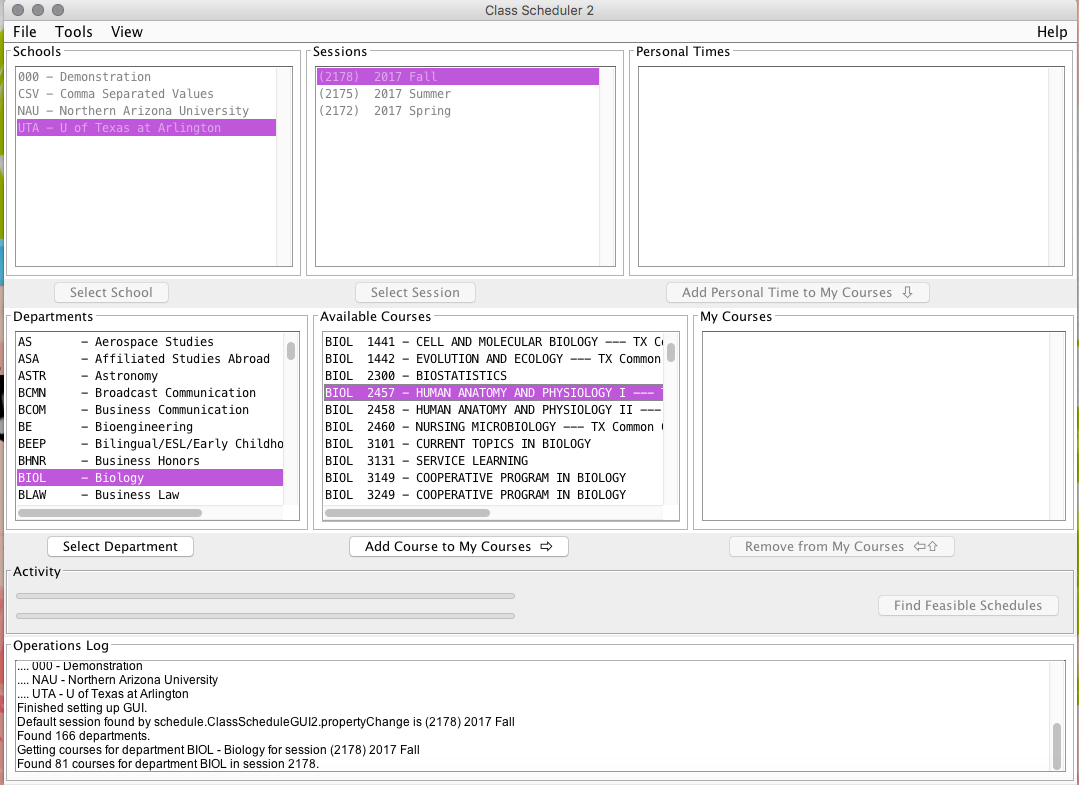 Class Scheduler 2
File Tools View Help
Schools
000 – Demonstration
CSV – Comma Separated Values
NAU – Northern Arizona University
UTA – U of Texas at Arlington
Select School
Sessions
(2178) 2017 Fall
(2175) 2017 Summer
(2172) 2017 Spring
Select Session
Personal Times
Add Personal Time to My Courses ⇩
Departments
AS – Aerospace Studies
ASA – Affiliated Studies Abroad
ASTR – Astronomy
BCMN – Broadcast Communication
BCOM – Business Communication
BE – Bioengineering
BEEP – Bilingual/ESL/Early Childho
BHNR – Business Honors
BIOL – Biology
BLAW – Business Law
Select Department
Available Courses
BIOL 1441 – CELL AND MOLECULAR BIOLOGY ––– TX Co
BIOL 1442 – EVOLUTION AND ECOLOGY ––– TX Common
BIOL 2300 – BIOSTATISTICS
BIOL 2457 – HUMAN ANATOMY AND PHYSIOLOGY I –––
BIOL 2458 – HUMAN ANATOMY AND PHYSIOLOGY II –––
BIOL 2460 – NURSING MICROBIOLOGY ––– TX Common
BIOL 3101 – CURRENT TOPICS IN BIOLOGY
BIOL 3131 – SERVICE LEARNING
BIOL 3149 – COOPERATIVE PROGRAM IN BIOLOGY
BIOL 3249 – COOPERATIVE PROGRAM IN BIOLOGY
Add Course to My Courses ⇨
My Courses
Remove from My Courses ⇦⇧
Activity
Find Feasible Schedules
Operations Log
.... 000 - Demonstration
.... NAU - Northern Arizona University
.... UTA - U of Texas at Arlington
Finished setting up GUI.
Default session found by schedule.ClassScheduleGUI2.propertyChange is (2178) 2017 Fall
Found 166 departments.
Getting courses for department BIOL - Biology for session (2178) 2017 Fall
Found 81 courses for department BIOL in session 2178.